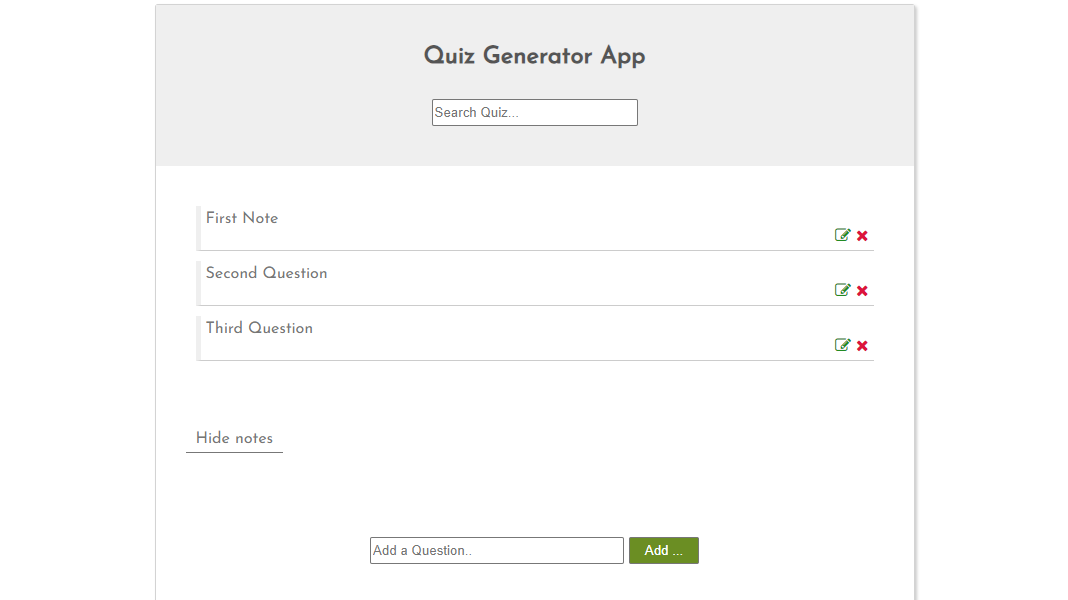 Quiz Generator App
Search Quiz...
First Note
Second Question
Third Question
Hide notes
Add a Question..
Add ...